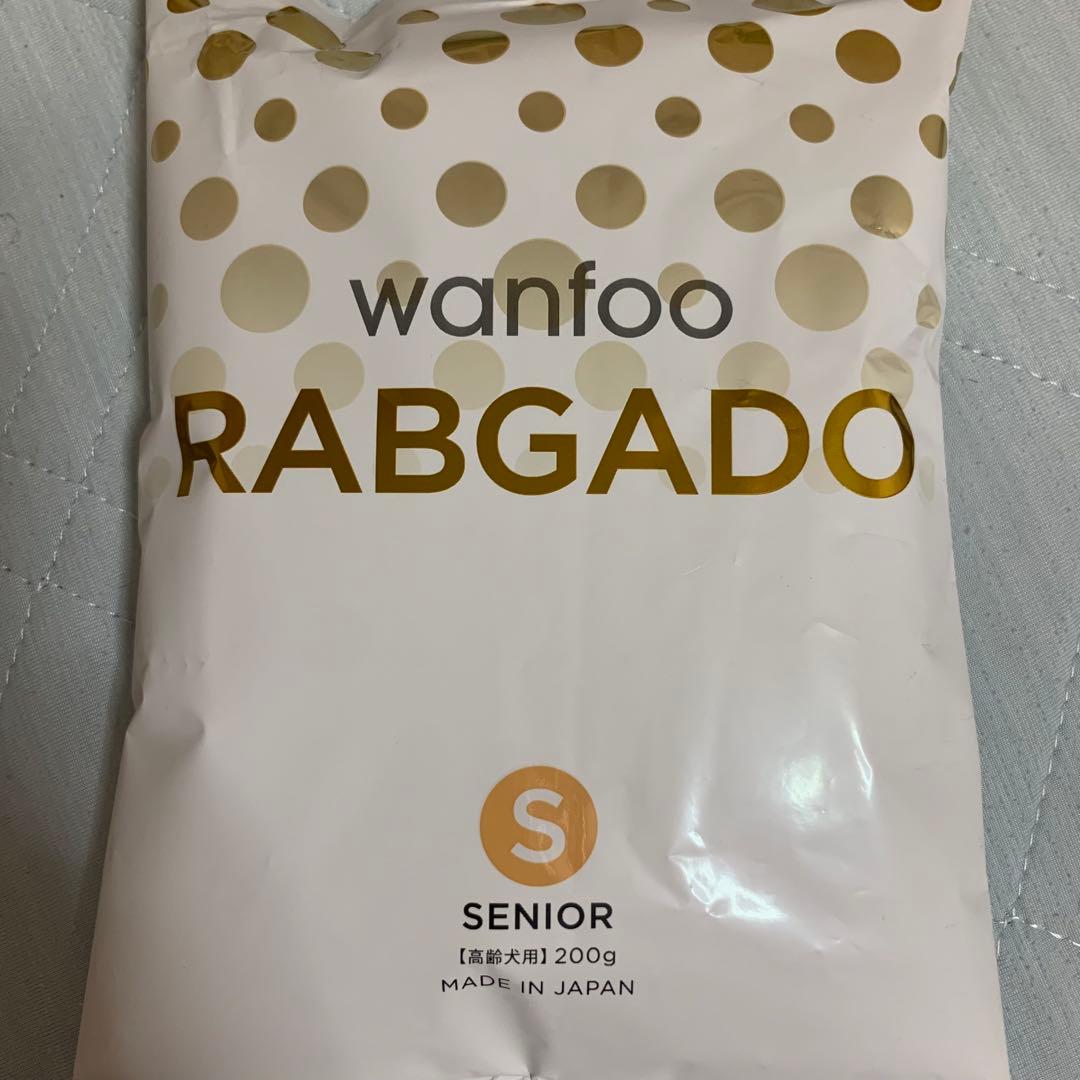 wanfoo
RABGADO
S
SENIOR
【高齢犬用】200g
MADE IN JAPAN